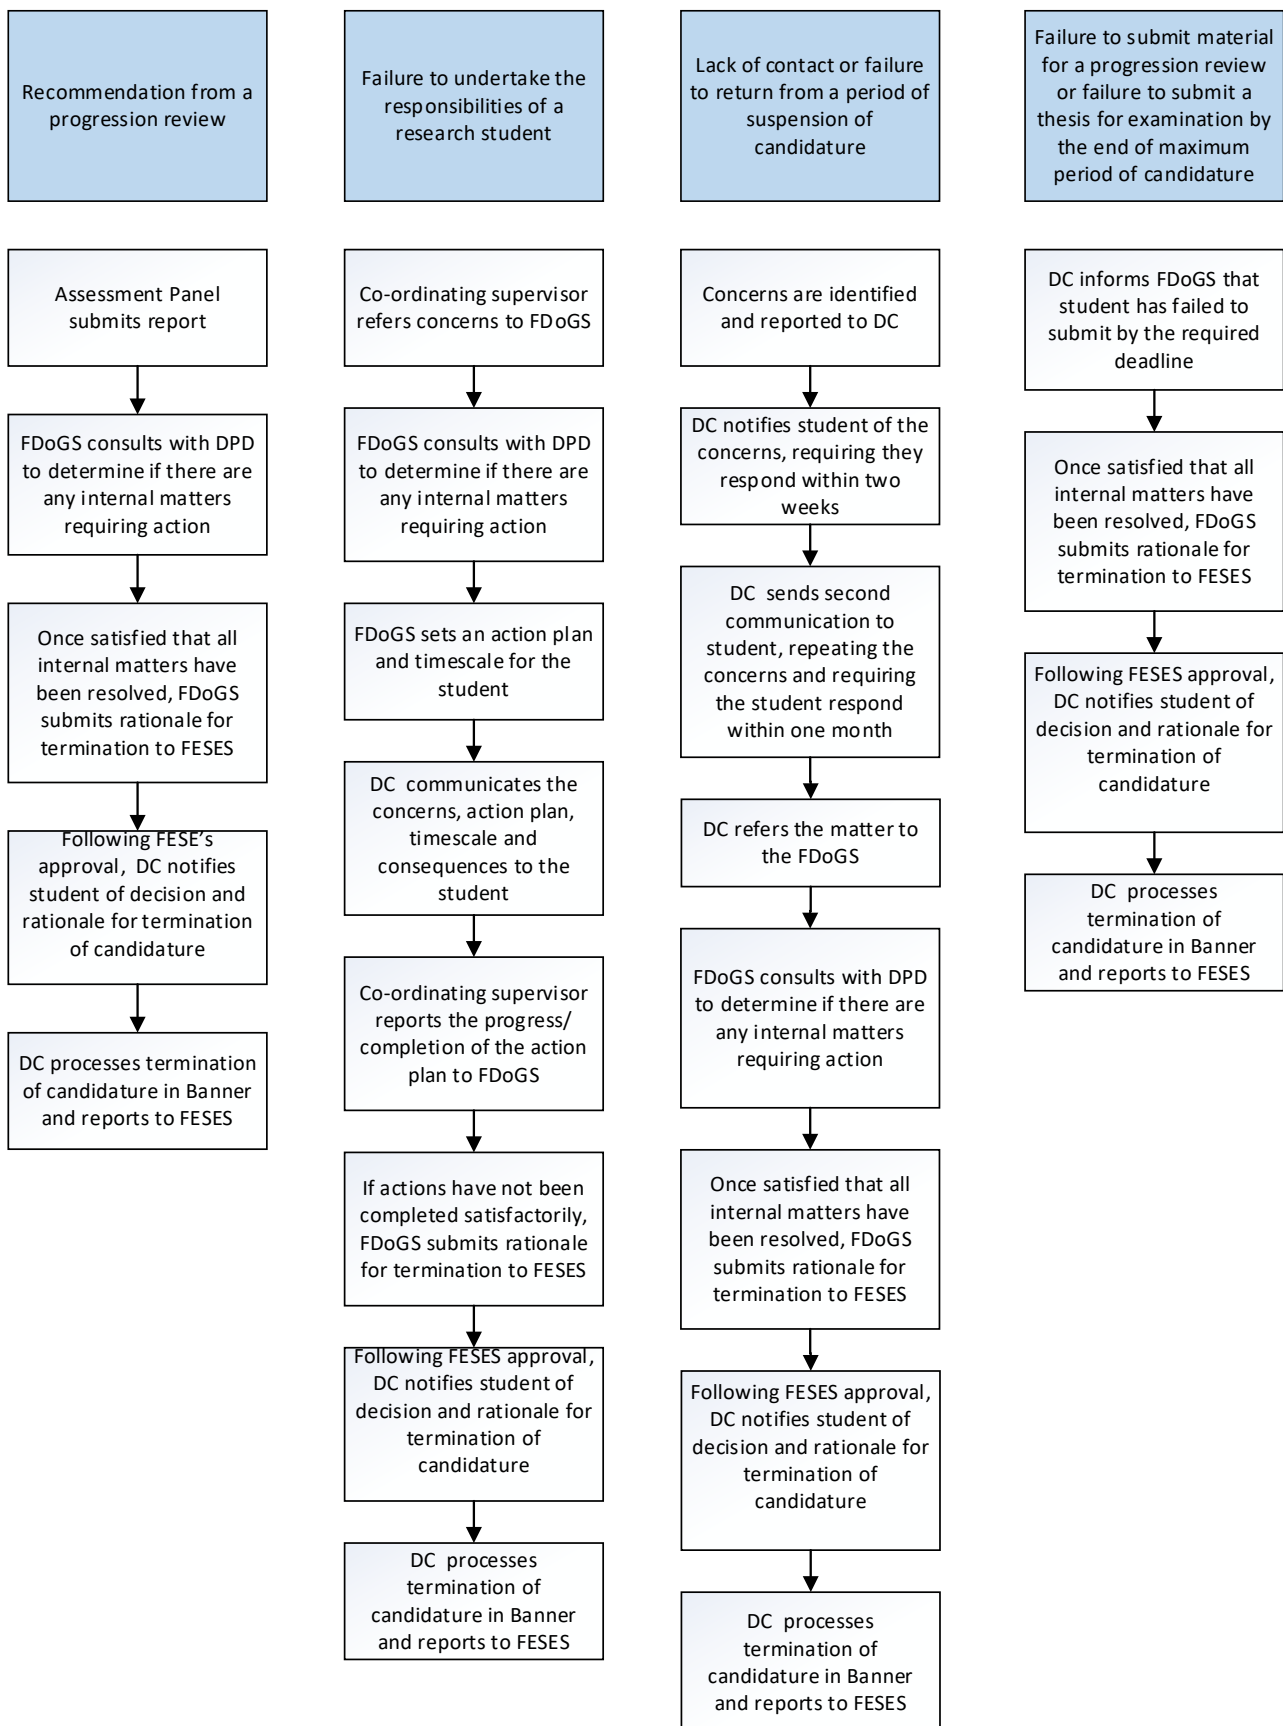 Recommendation from a
progression review
Assessment Panel
submits report
FDoGS consults with DPD
to determine if there are
any internal matters
requiring action
Once satisfied that all
internal matters have
been resolved, FDoGS
submits rationale for
termination to FESES
Following FESE’s
approval, DC notifies
student of decision and
rationale for termination
of candidature
DC processes termination
of candidature in Banner
and reports to FESES
Failure to undertake the
responsibilities of a
research student
Co-ordinating supervisor
refers concerns to FDoGS
FDoGS consults with DPD
to determine if there are
any internal matters
requiring action
FDoGS sets an action plan
and timescale for the
student
DC communicates the
concerns, action plan,
timescale and
consequences to the
student
Co-ordinating supervisor
reports the progress/
completion of the action
plan to FDoGS
If actions have not been
completed satisfactorily,
FDoGS submits rationale
for termination to FESES
Following FESES approval,
DC notifies student of
decision and rationale for
termination of
candidature
DC processes
termination of
candidature in Banner
and reports to FESES
Lack of contact or failure
to return from a period of
suspension of
candidature
Concerns are identified
and reported to DC
DC notifies student of the
concerns, requiring they
respond within two
weeks
DC sends second
communication to
student, repeating the
concerns and requiring
the student respond
within one month
DC refers the matter to
the FDoGS
FDoGS consults with DPD
to determine if there are
any internal matters
requiring action
Once satisfied that all
internal matters have
been resolved, FDoGS
submits rationale for
termination to FESES
Following FESES approval,
DC notifies student of
decision and rationale for
termination of
candidature
DC processes
termination of
candidature in Banner
and reports to FESES
Failure to submit material
for a progression review
or failure to submit a
thesis for examination by
the end of maximum
period of candidature
DC informs FDoGS that
student has failed to
submit by the required
deadline
Once satisfied that all
internal matters have
been resolved, FDoGS
submits rationale for
termination to FESES
Following FESES approval,
DC notifies student of
decision and rationale for
termination of
candidature
DC processes
termination of
candidature in Banner
and reports to FESES